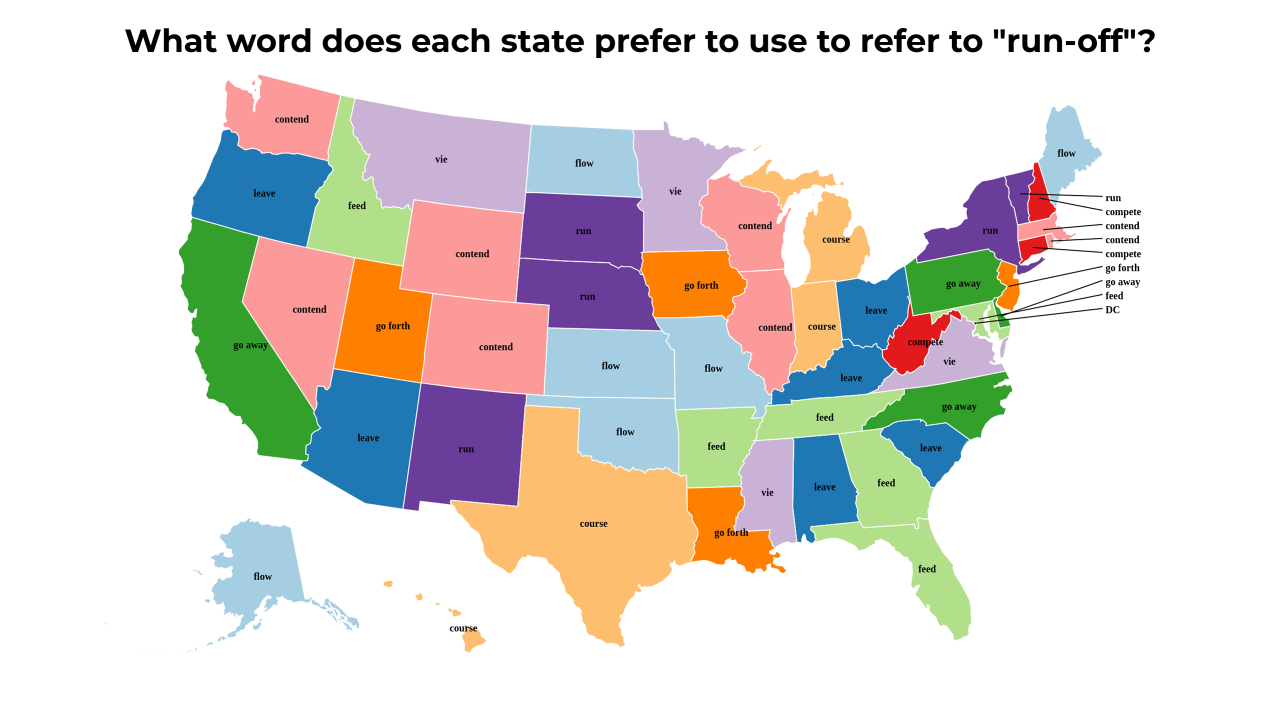 What word does each state prefer to use to refer to "run-off"?
contend
vie
flow
flow
vie
leave
feed
run
contend
course
run
compete
contend
contend
compete
go forth
go away
feed
DC
run
contend
go away
go forth
run
contend
go forth
leave
go away
contend
course
compete
contend
vie
flow
flow
leave
leave
feed
go away
flow
feed
run
leave
vie
leave
feed
course
go forth
feed
flow
course